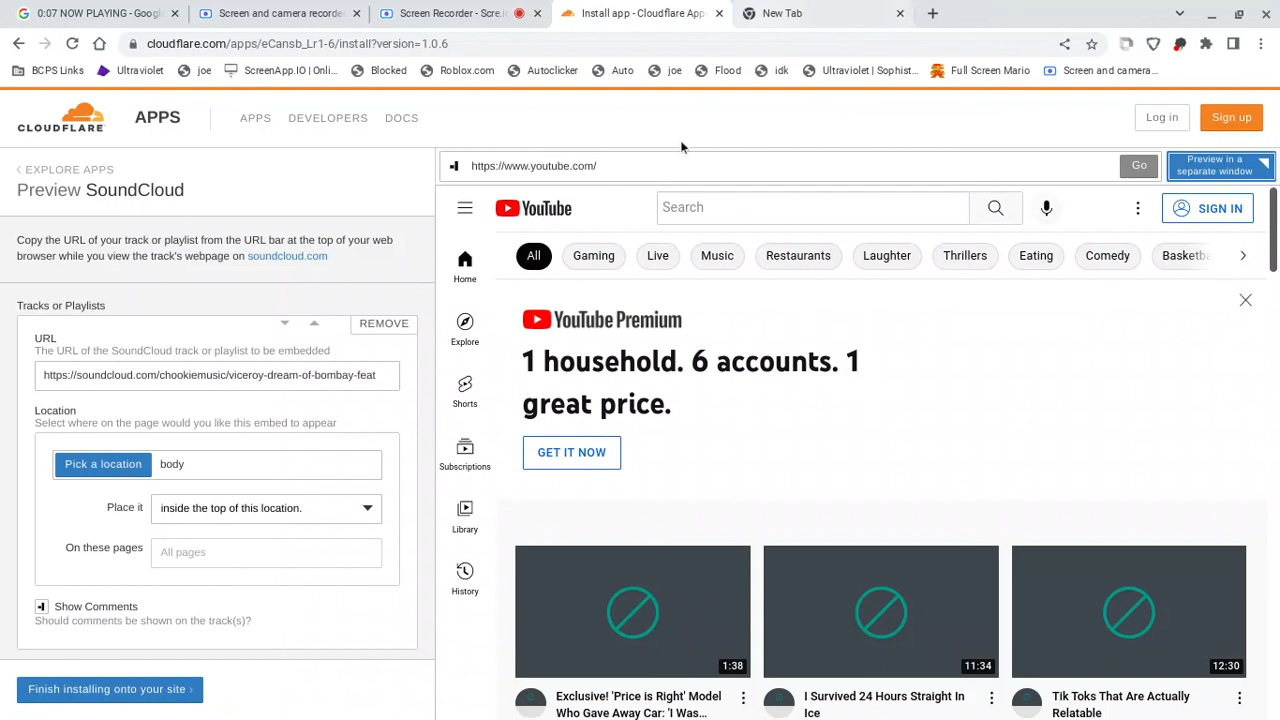 0:07 NOW PLAYING - Goog
Screen and camera recorder
Screen Recorder - Scre
Install app - Cloudflare App
New Tab
cloudflare.com/apps/eCansb_Lr1-6/install?version=1.0.6
BCPS Links
Ultraviolet
joe
ScreenApp.IO | Onli...
Blocked
Roblox.com
Autoclicker
Auto
joe
Flood
idk
Ultraviolet | Sophist...
Full Screen Mario
Screen and camera...
CLOUDFLARE
APPS
APPS
DEVELOPERS
DOCS
Log in
Sign up
EXPLORE APPS
Preview SoundCloud
Copy the URL of your track or playlist from the URL bar at the top of your web
browser while you view the track's webpage on soundcloud.com
Tracks or Playlists
REMOVE
URL
The URL of the SoundCloud track or playlist to be embedded
https://soundcloud.com/chookiemusic/viceroy-dream-of-bombay-feat
Location
Select where on the page would you like this embed to appear
Pick a location
body
Place it
inside the top of this location.
On these pages
All pages
Show Comments
Should comments be shown on the track(s)?
Finish installing onto your site ›
https://www.youtube.com/
Go
Preview in a
separate window
YouTube
Search
SIGN IN
Home
Explore
Shorts
Subscriptions
Library
History
All
Gaming
Live
Music
Restaurants
Laughter
Thrillers
Eating
Comedy
Basketba
YouTube Premium
1 household. 6 accounts. 1
great price.
GET IT NOW
1:38
11:34
12:30
Exclusive! 'Price is Right' Model
Who Gave Away Car: 'I Was...
I Survived 24 Hours Straight In
Ice
Tik Toks That Are Actually
Relatable